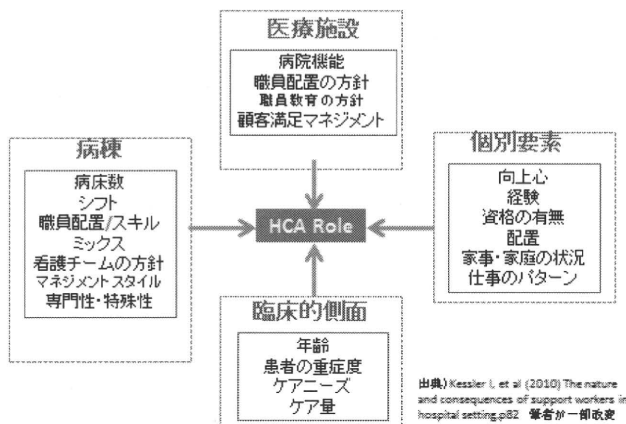 医療施設
病院機能
職員配置の方針
職員教育の方針
顧客満足マネジメント
病棟
病床数
シフト
職員配置/スキル
ミックス
看護チームの方針
マネジメントスタイル
専門性・特殊性
HCA Role
個別要素
向上心
経験
資格の有無
配置
家事・家庭の状況
仕事のパターン
臨床的側面
年齢
患者の重症度
ケアニーズ
ケア量
出典) Kessler I, et al (2010) The nature
and consequences of support workers in
hospital setting.p82 筆者が一部改変